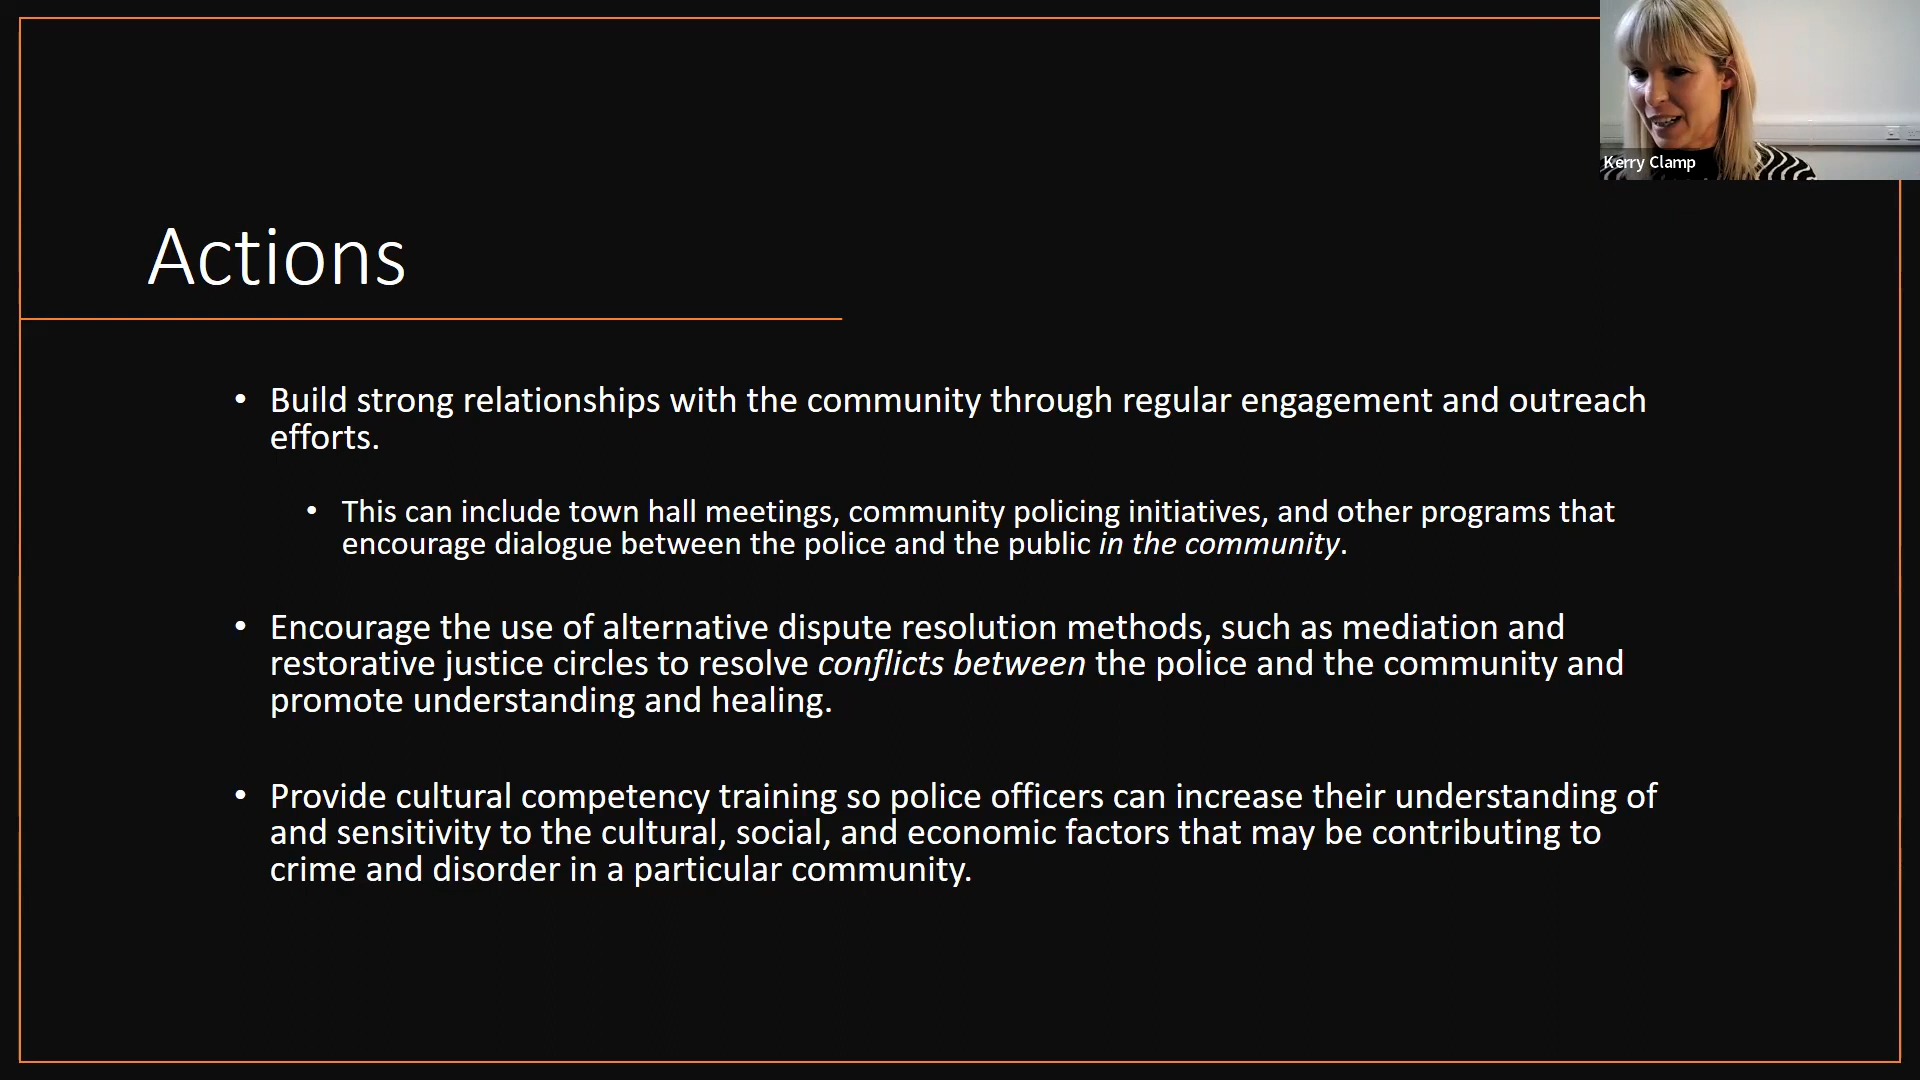 Kerry Clamp
Actions
• Build strong relationships with the community through regular engagement and outreach
efforts.
• This can include town hall meetings, community policing initiatives, and other programs that
encourage dialogue between the police and the public in the community.
• Encourage the use of alternative dispute resolution methods, such as mediation and
restorative justice circles to resolve conflicts between the police and the community and
promote understanding and healing.
• Provide cultural competency training so police officers can increase their understanding of
and sensitivity to the cultural, social, and economic factors that may be contributing to
crime and disorder in a particular community.